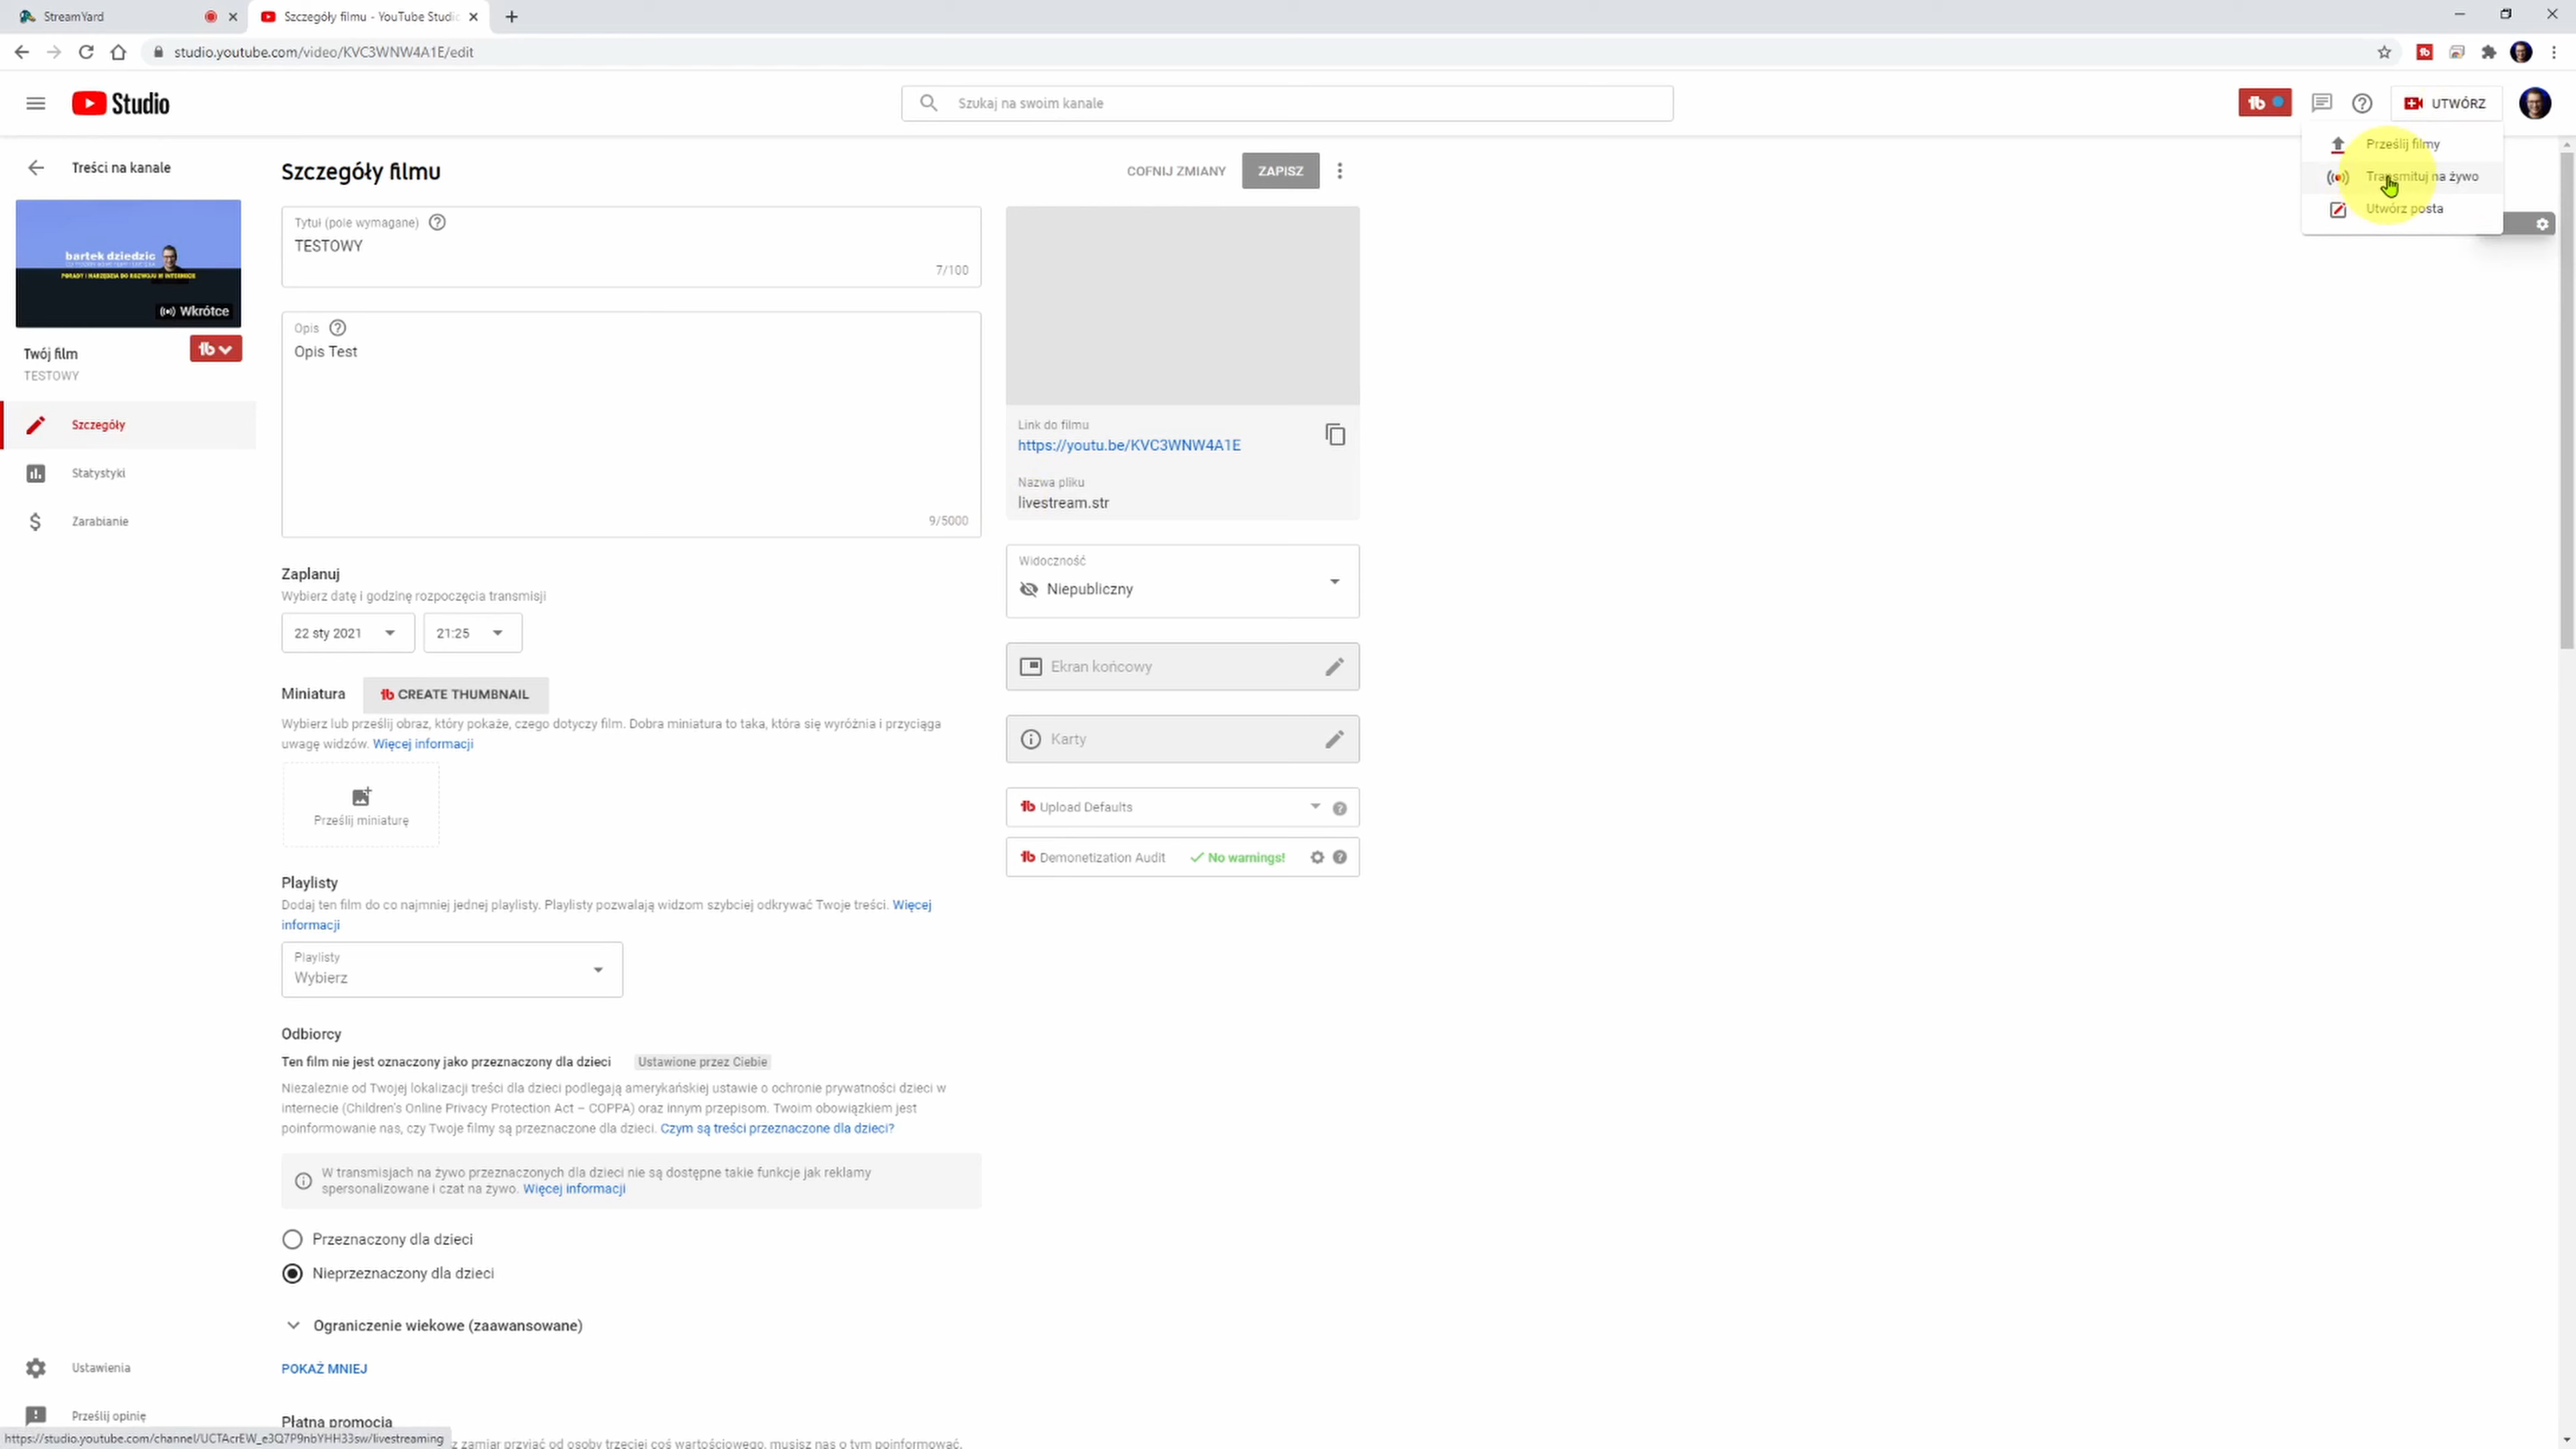 StreamYard
Szczegóły filmu - YouTube Studio
studio.youtube.com/video/KVC3WNW4A1E/edit
Studio
Szukaj na swoim kanale
UTWÓRZ
Prześlij filmy
Transmituj na żywo
Utwórz posta
Treści na kanale
Szczegóły filmu
COFNIJ ZMIANY
ZAPISZ
bartek dziedzic
PORADY I NARZĘDZIA DO ROZWOJU W INTERNECIE
Wkrótce
Twój film
TESTOWY
Szczegóły
Statystyki
Zarabianie
Tytuł (pole wymagane)
TESTOWY
7/100
Opis
Opis Test
9/5000
Link do filmu
https://youtu.be/KVC3WNW4A1E
Nazwa pliku
livestream.str
Widoczność
Niepubliczny
Ekran końcowy
Karty
Upload Defaults
Demonetization Audit No warnings!
Zaplanuj
Wybierz datę i godzinę rozpoczęcia transmisji
22 sty 2021 21:25
Miniatura CREATE THUMBNAIL
Wybierz lub prześlij obraz, który pokaże, czego dotyczy film. Dobra miniatura to taka, która się wyróżnia i przyciąga
uwagę widzów. Więcej informacji
Prześlij miniaturę
Playlisty
Dodaj ten film do co najmniej jednej playlisty. Playlisty pozwalają widzom szybciej odkrywać Twoje treści. Więcej
informacji
Playlisty
Wybierz
Odbiorcy
Ten film nie jest oznaczony jako przeznaczony dla dzieci Ustawione przez Ciebie
Niezależnie od Twojej lokalizacji treści dla dzieci podlegają amerykańskiej ustawie o ochronie prywatności dzieci w
internecie (Children's Online Privacy Protection Act – COPPA) oraz innym przepisom. Twoim obowiązkiem jest
poinformowanie nas, czy Twoje filmy są przeznaczone dla dzieci. Czym są treści przeznaczone dla dzieci?
W transmisjach na żywo przeznaczonych dla dzieci nie są dostępne takie funkcje jak reklamy
spersonalizowane i czat na żywo. Więcej informacji
Przeznaczony dla dzieci
Nieprzeznaczony dla dzieci
Ograniczenie wiekowe (zaawansowane)
POKAŻ MNIEJ
Płatna promocja
zamiar przyjąć od osoby trzeciej coś wartościowego, musisz nas o tym poinformować.
Ustawienia
Prześlij opinię
https://studio.youtube.com/channel/UCTAcrEW_e3Q7P9nbYHH33sw/livestreaming